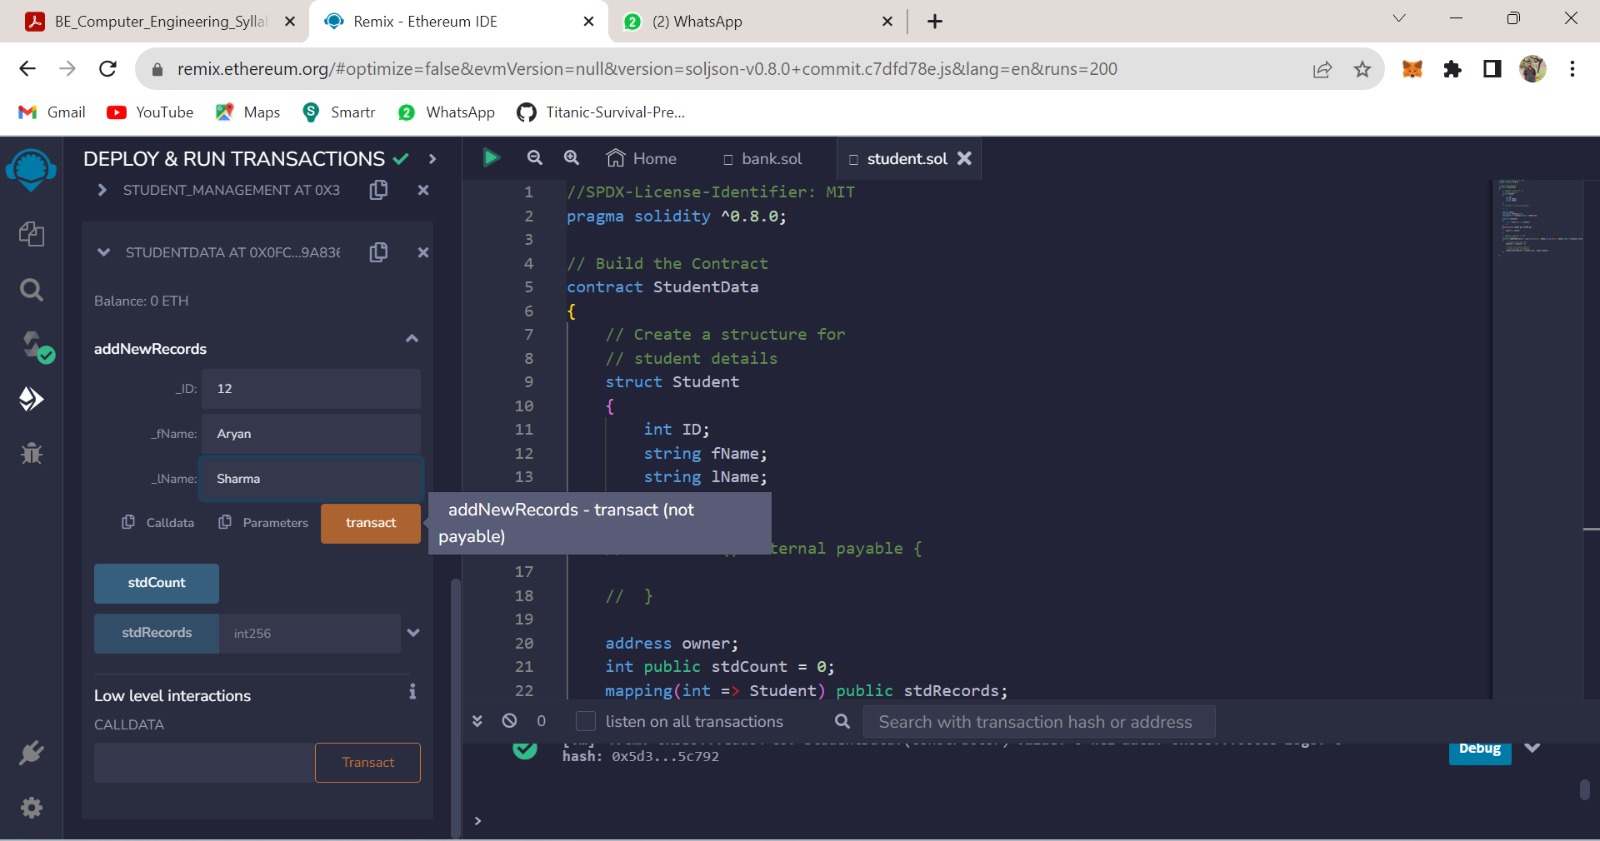 BE_Computer_Engineering_Sylla
Remix - Ethereum IDE
(2) WhatsApp
remix.ethereum.org/#optimize=false&evmVersion=null&version=soljson-v0.8.0+commit.c7dfd78e.js&lang=en&runs=200
Gmail
YouTube
Maps
Smartr
WhatsApp
Titanic-Survival-Pre...
DEPLOY & RUN TRANSACTIONS
STUDENT_MANAGEMENT AT 0X3
STUDENTDATA AT 0X0FC...9A836
Balance: 0 ETH
addNewRecords
_ID: 12
_fName: Aryan
_lName: Sharma
Calldata Parameters transact
addNewRecords - transact (not
payable)
stdCount
stdRecords int256
Low level interactions
CALLDATA
Transact
Home bank.sol student.sol
1 //SPDX-License-Identifier: MIT
2 pragma solidity ^0.8.0;
3
4 // Build the Contract
5 contract StudentData
6 {
7 // Create a structure for
8 // student details
9 struct Student
10 {
11 int ID;
12 string fName;
13 string lName;
ternal payable {
17
18 // }
19
20 address owner;
21 int public stdCount = 0;
22 mapping(int => Student) public stdRecords;
0 listen on all transactions Search with transaction hash or address
hash: 0x5d3...5c792
Debug
>